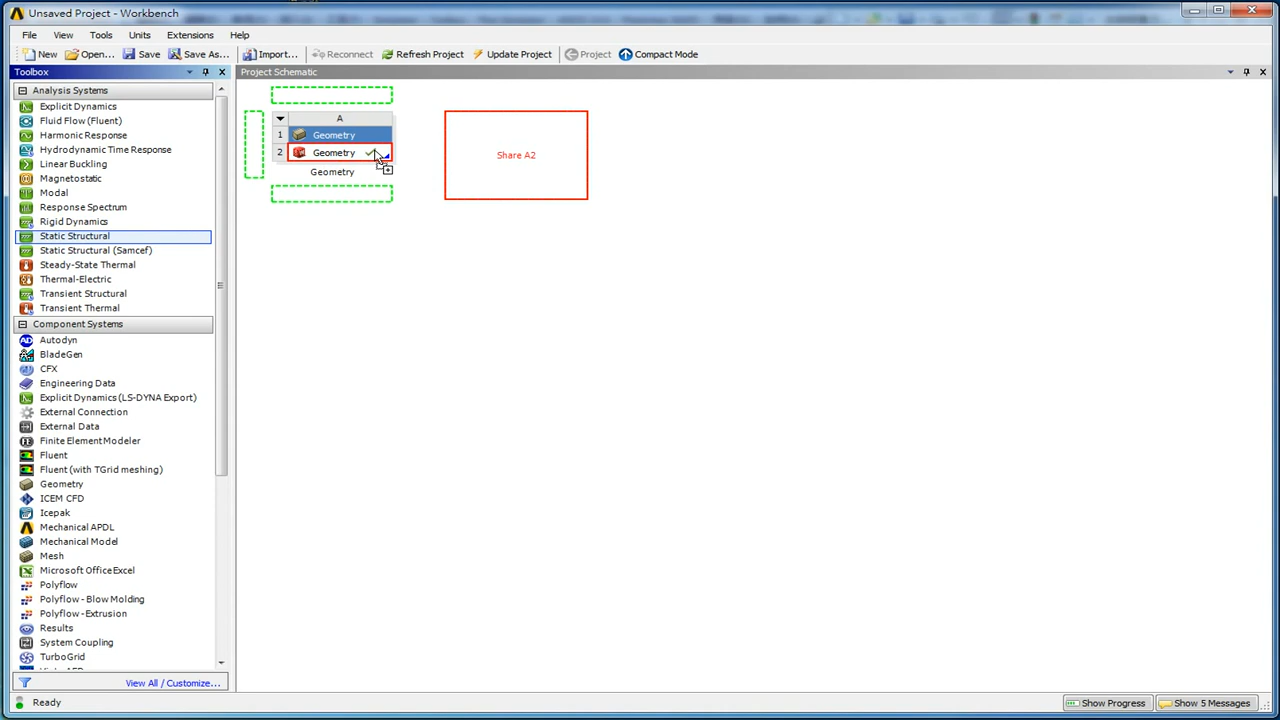 Unsaved Project - Workbench
File View Tools Units Extensions Help
New Open... Save Save As... Import... Reconnect Refresh Project Update Project Project Compact Mode
Toolbox
Project Schematic
Analysis Systems
Explicit Dynamics
Fluid Flow (Fluent)
Harmonic Response
Hydrodynamic Time Response
Linear Buckling
Magnetostatic
Modal
Response Spectrum
Rigid Dynamics
Static Structural
Static Structural (Samcef)
Steady-State Thermal
Thermal-Electric
Transient Structural
Transient Thermal
Component Systems
Autodyn
BladeGen
CFX
Engineering Data
Explicit Dynamics (LS-DYNA Export)
External Connection
External Data
Finite Element Modeler
Fluent
Fluent (with TGrid meshing)
Geometry
ICEM CFD
Icepak
Mechanical APDL
Mechanical Model
Mesh
Microsoft Office Excel
Polyflow
Polyflow - Blow Molding
Polyflow - Extrusion
Results
System Coupling
TurboGrid
View All / Customize...
A
1 Geometry
2 Geometry
Geometry
Share A2
Ready
Show Progress
Show 5 Messages